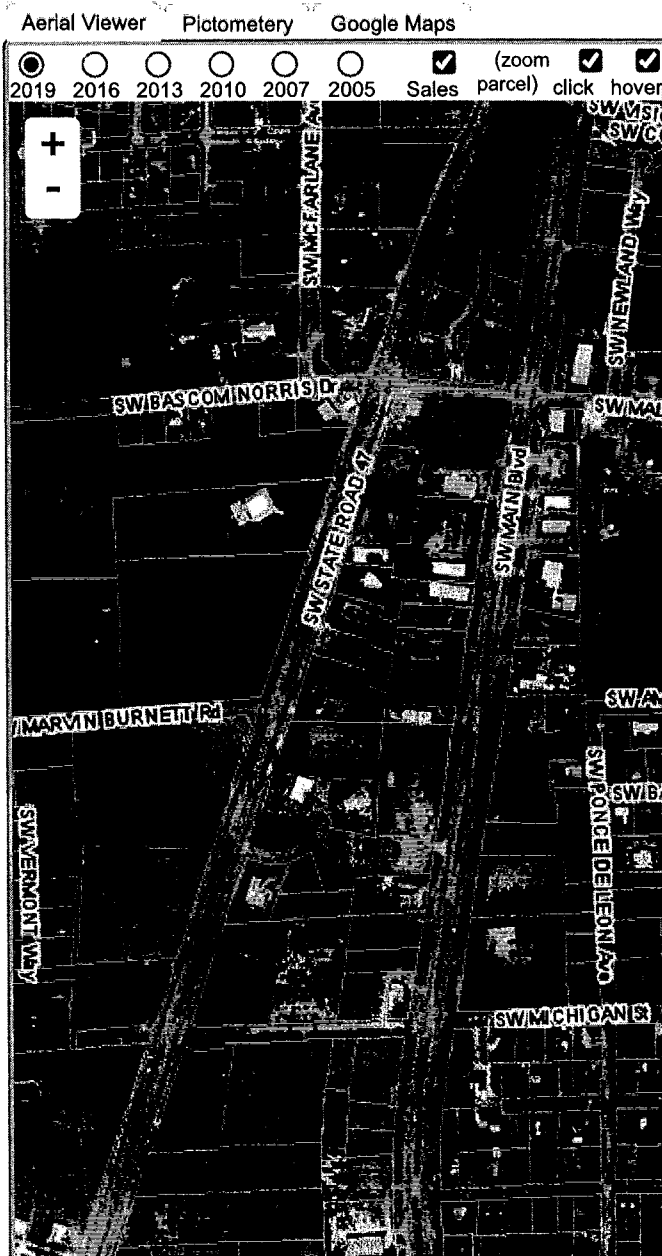 Aerial Viewer Pictometery Google Maps
2019 2016 2013 2010 2007 2005 Sales (zoom parcel) click hover
+
-
SW MCFARLANE
SW NEWLAND Way
SW BASCOM NORRIS Dr
SW STATE ROAD 47
SW MAIN Blvd
MARVIN BURNETT Rd
SW VERMONT Way
SW PONCE DE LEON Ave
SW MICHIGAN St